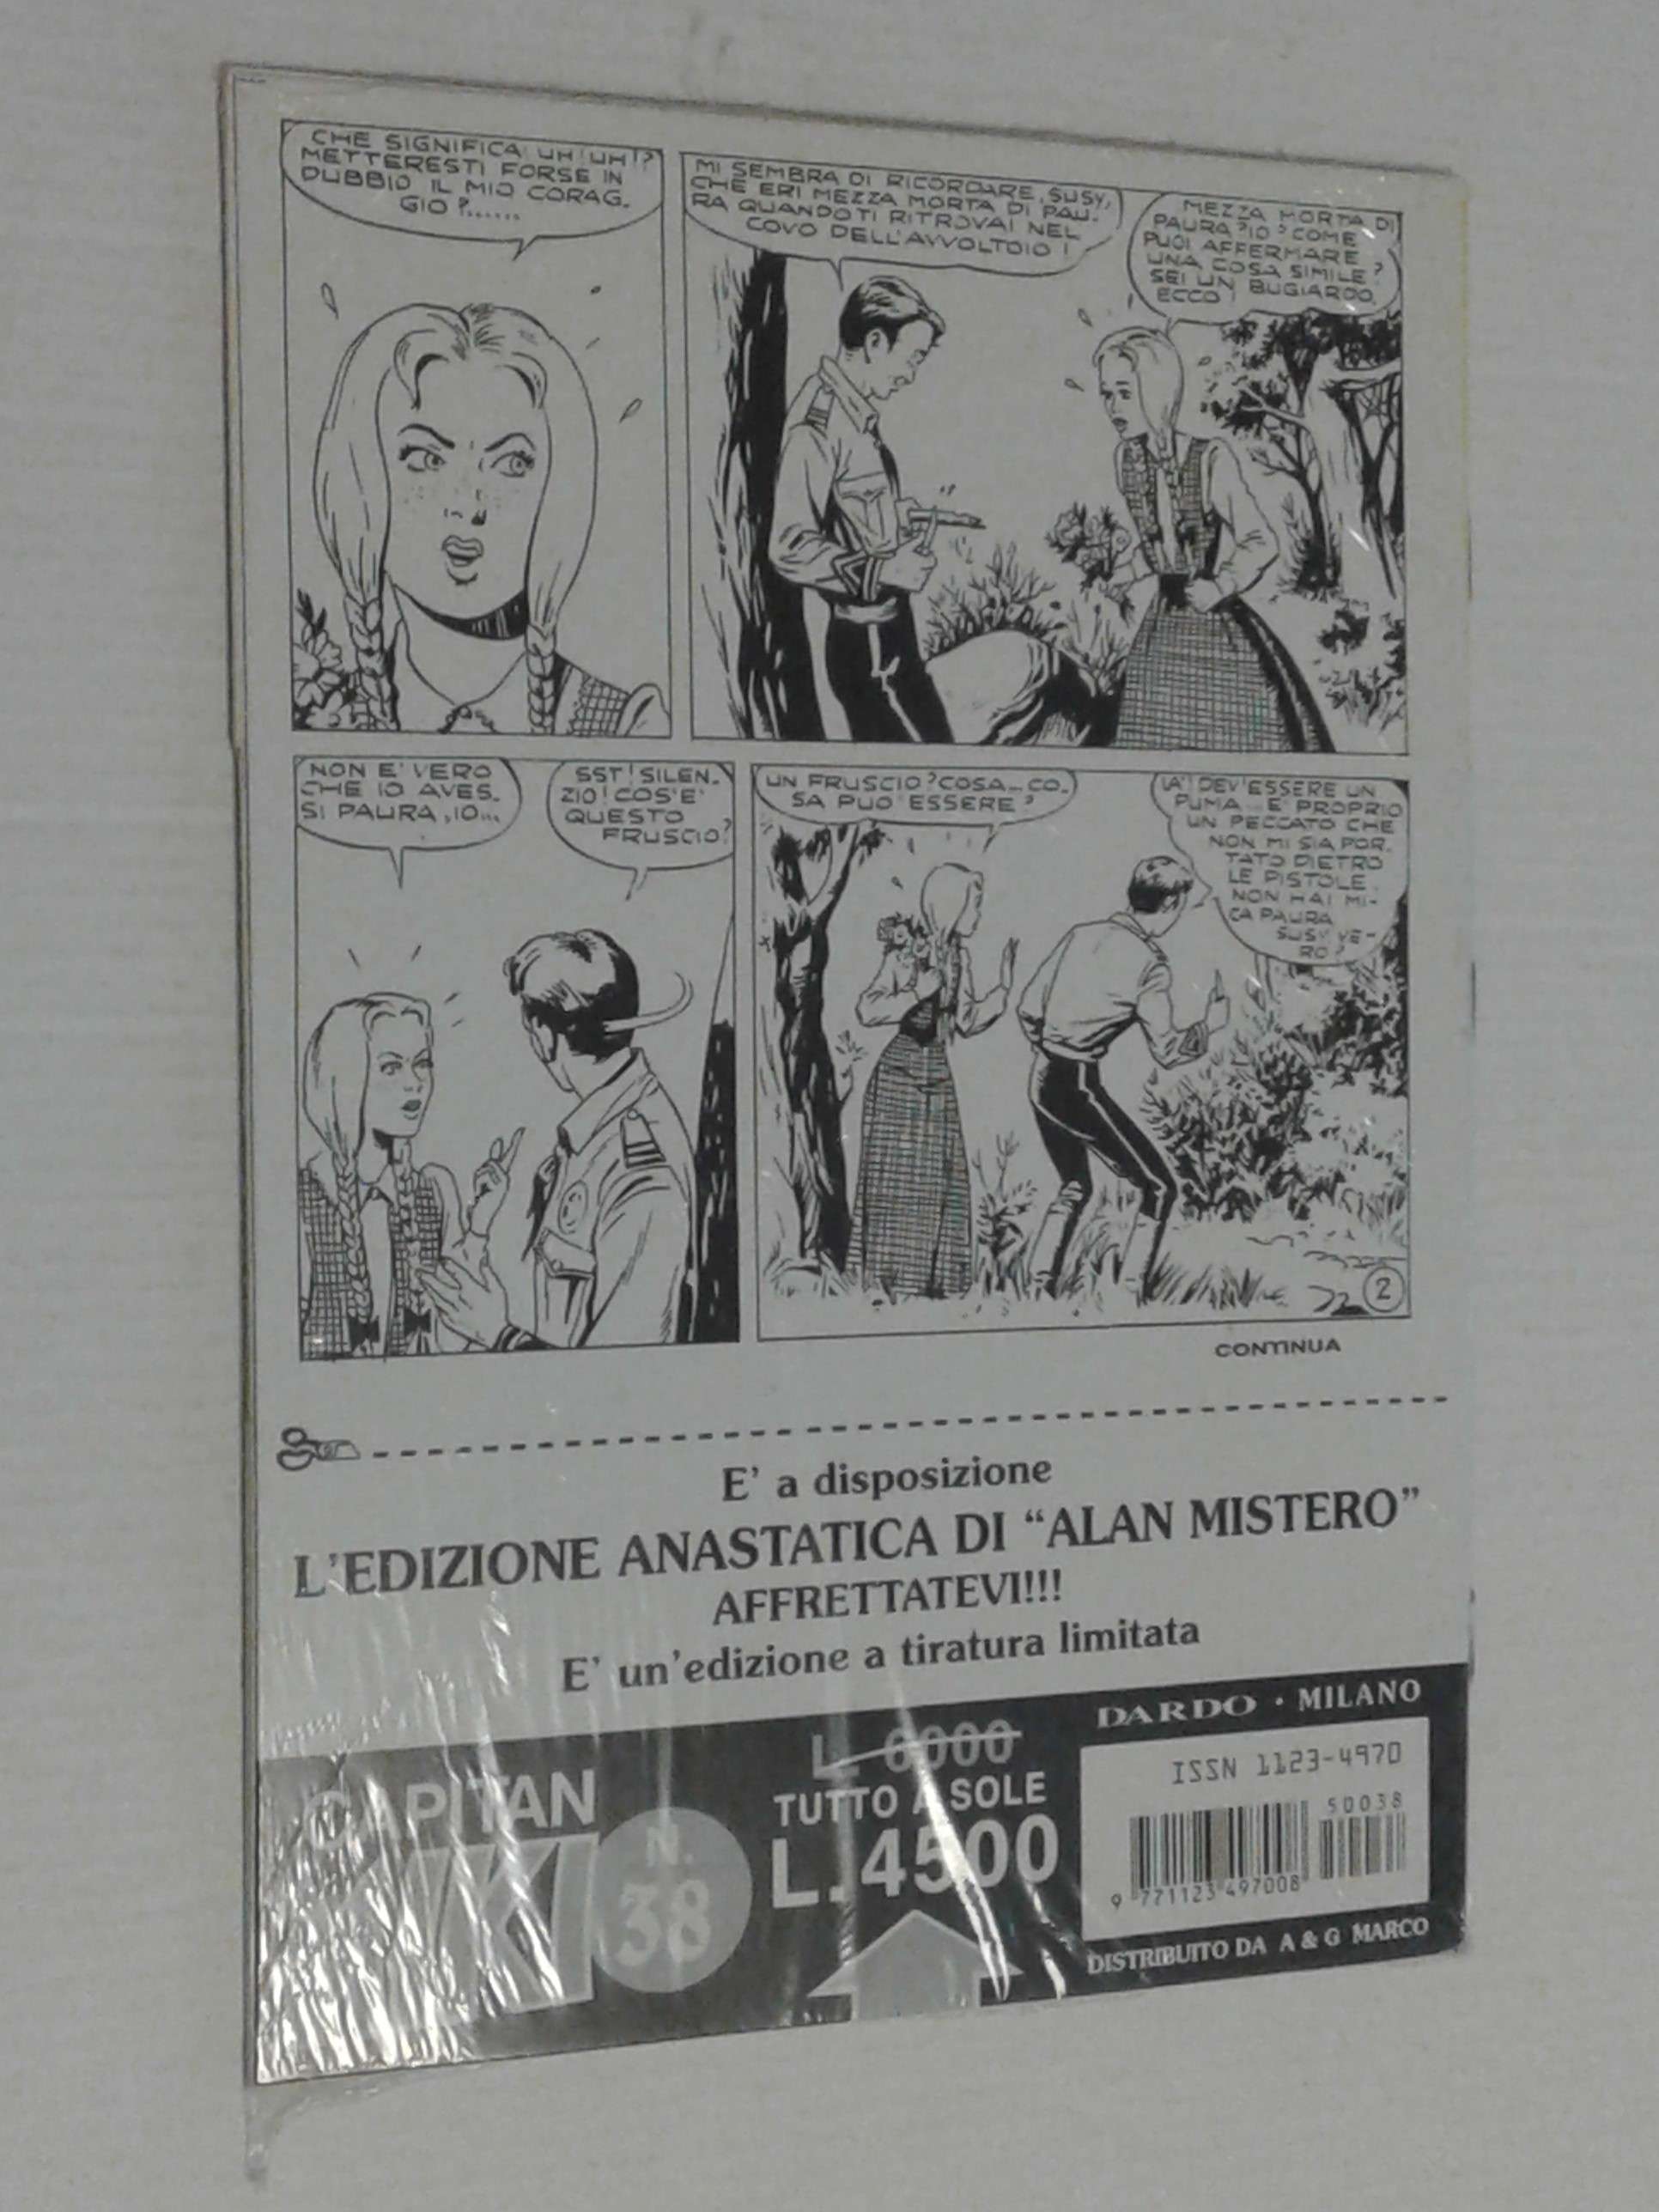 CHE SIGNIFICA UH! UH!?
METTERESTI FORSE IN
DUBBIO IL MIO CORAG-
GIO?......
MI SEMBRA DI RICORDARE, SUSY,
CHE ERI MEZZA MORTA DI PAU-
RA QUANDO TI RITROVAI NEL
COVO DELL'AVVOLTOIO!
MEZZA MORTA DI
PAURA? IO? COME
PUOI AFFERMARE
UNA COSA SIMILE?
SEI UN BUGIARDO,
ECCO!
NON E' VERO
CHE IO AVES-
SI PAURA, IO...
SST! SILEN-
ZIO! COS'E'
QUESTO
FRUSCIO?
UN FRUSCIO? COSA... CO-
SA PUO' ESSERE?
IA' DEV'ESSERE UN
PUMA... E' PROPRIO
UN PECCATO CHE
NON MI SIA POR-
TATO DIETRO
LE PISTOLE.
NON HAI MI-
CA PAURA
SUSY VE-
RO?
2
CONTINUA
E' a disposizione
L'EDIZIONE ANASTATICA DI “ALAN MISTERO”
AFFRETTATEVI!!!
E' un'edizione a tiratura limitata
CAPITAN
MIKI
N.
38
L. 6000
TUTTO A SOLE
L. 4500
DARDO · MILANO
ISSN 1123-4970
50038
9 771123 497008
DISTRIBUITO DA A & G MARCO